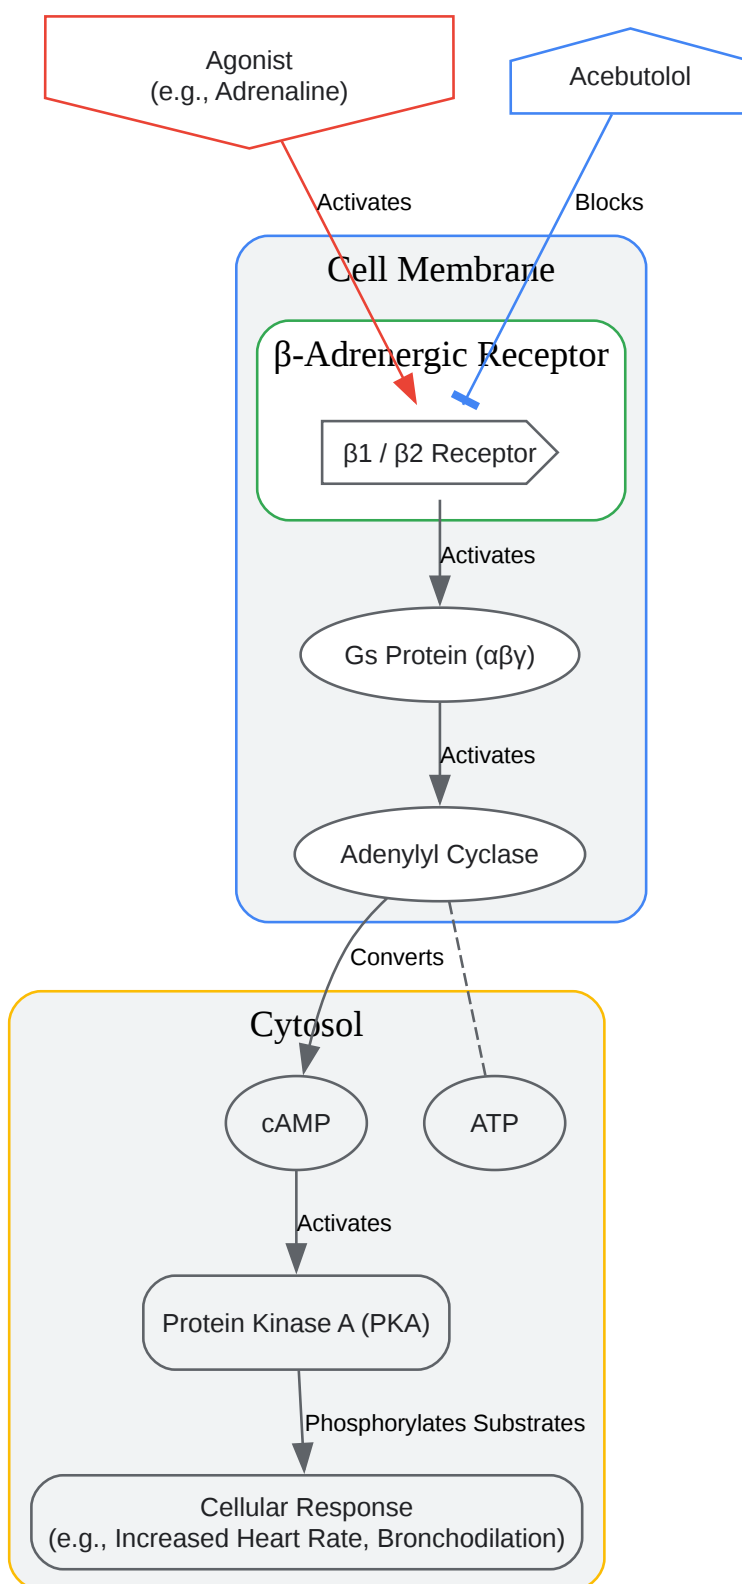 Agonist
(e.g., Adrenaline)
Acebutolol
Activates
Blocks
Cell Membrane
β-Adrenergic Receptor
β1 / β2 Receptor
Activates
Gs Protein (αβγ)
Activates
Adenylyl Cyclase
Converts
Cytosol
cAMP
ATP
Activates
Protein Kinase A (PKA)
Phosphorylates Substrates
Cellular Response
(e.g., Increased Heart Rate, Bronchodilation)